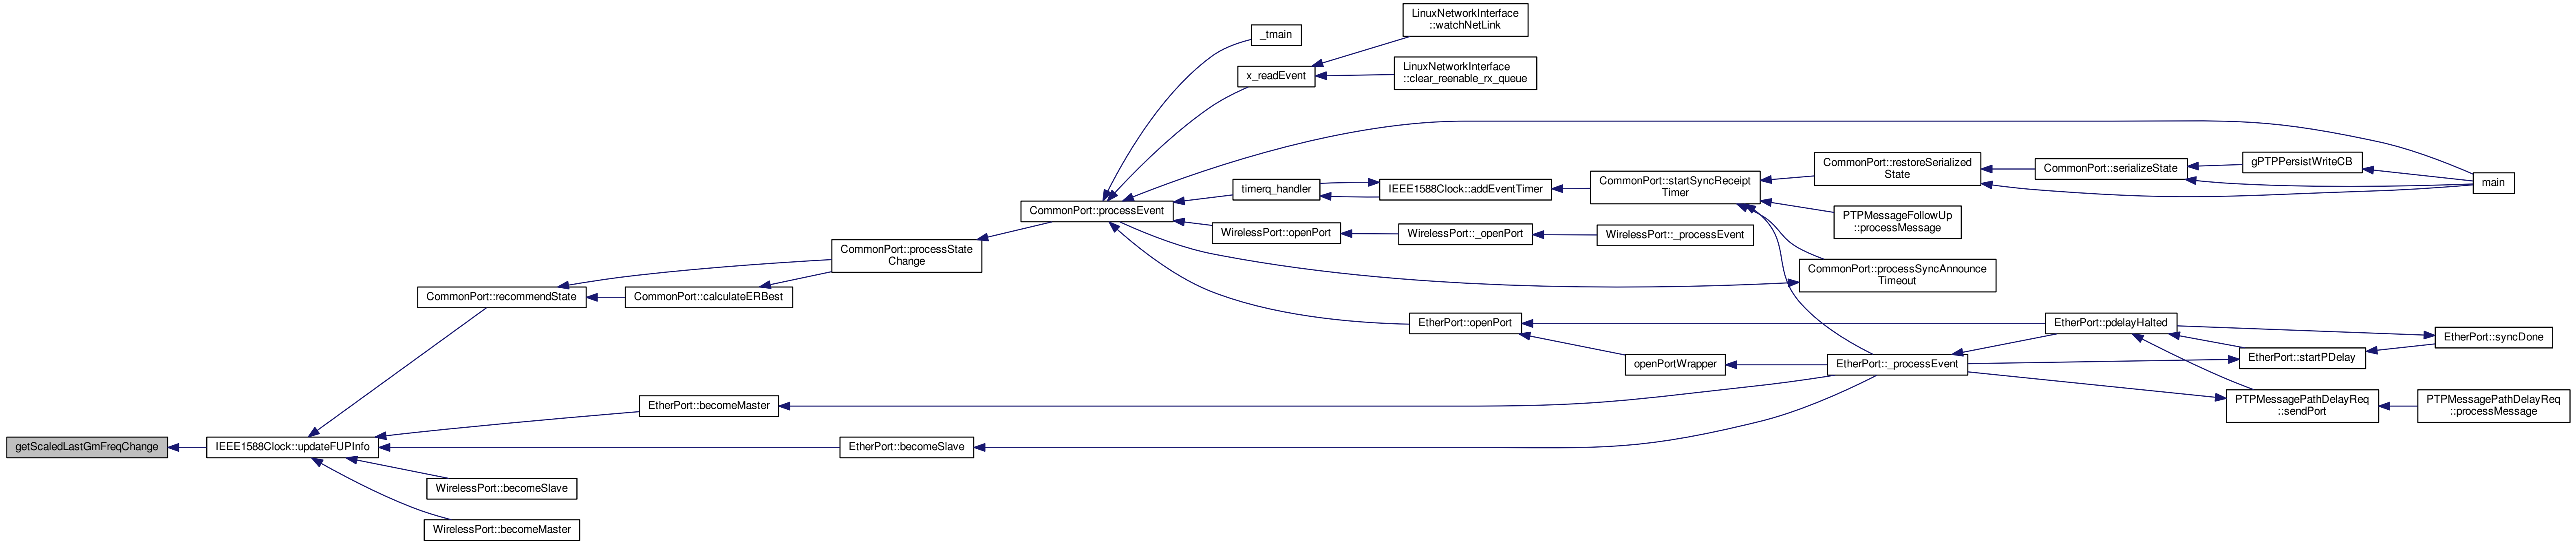 LinuxNetworkInterface
::watchNetLink
_tmain
x_readEvent
LinuxNetworkInterface
::clear_reenable_rx_queue
CommonPort::restoreSerialized
State
CommonPort::serializeState
gPTPPersistWriteCB
main
timerq_handler
IEEE1588Clock::addEventTimer
CommonPort::startSyncReceipt
Timer
CommonPort::processEvent
PTPMessageFollowUp
::processMessage
WirelessPort::openPort
WirelessPort::_openPort
WirelessPort::_processEvent
CommonPort::processState
Change
CommonPort::processSyncAnnounce
Timeout
CommonPort::recommendState
CommonPort::calculateERBest
EtherPort::openPort
EtherPort::pdelayHalted
EtherPort::syncDone
openPortWrapper
EtherPort::_processEvent
EtherPort::startPDelay
EtherPort::becomeMaster
PTPMessagePathDelayReq
::sendPort
PTPMessagePathDelayReq
::processMessage
getScaledLastGmFreqChange
IEEE1588Clock::updateFUPInfo
EtherPort::becomeSlave
WirelessPort::becomeSlave
WirelessPort::becomeMaster